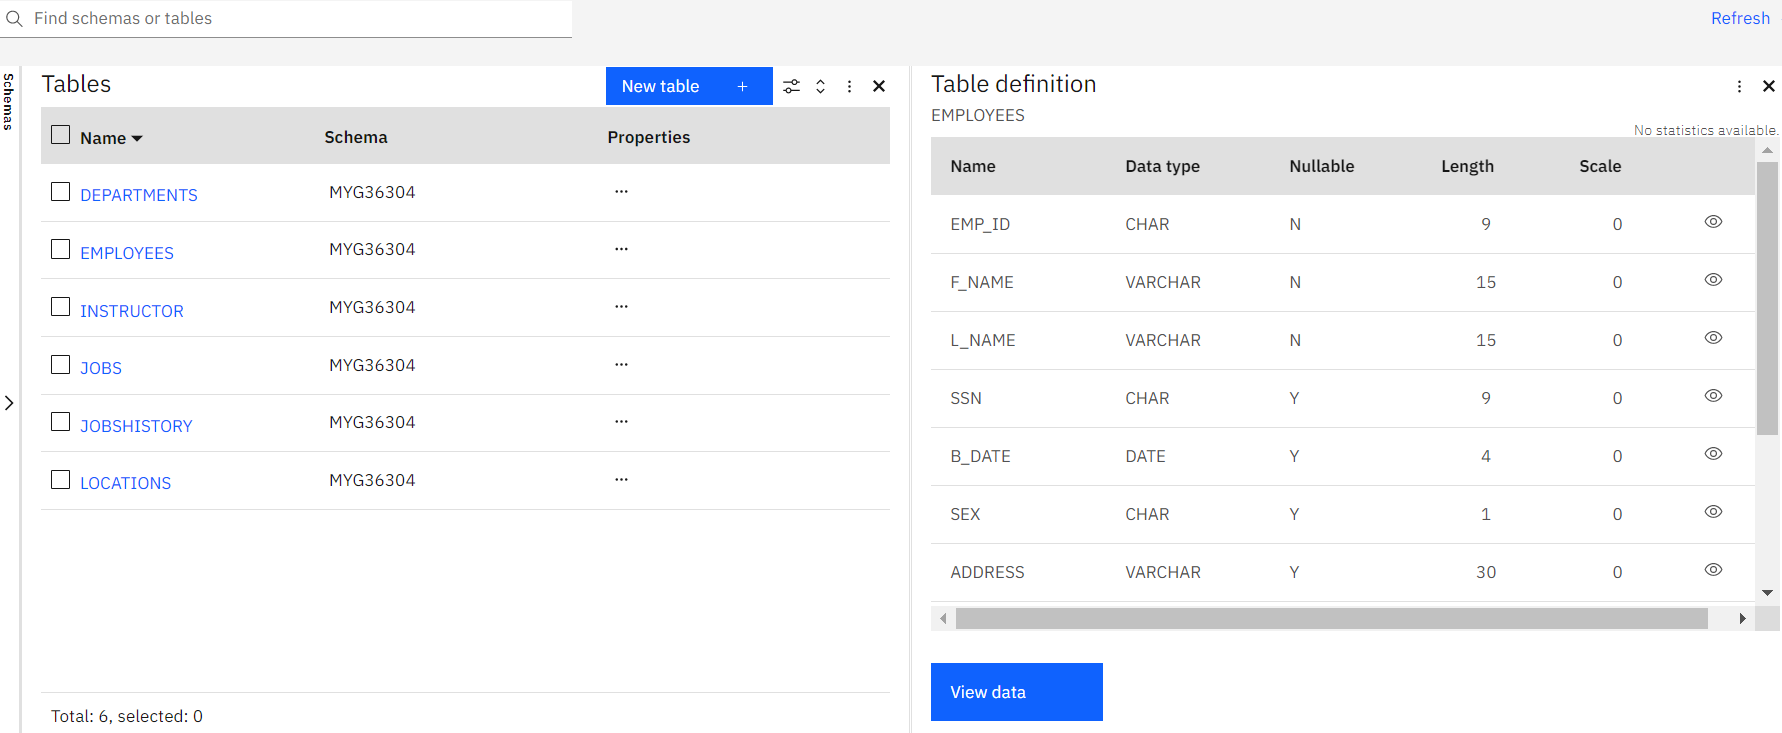 Find schemas or tables
Refresh
Schemas
Tables
New table +
Table definition
EMPLOYEES
No statistics available.
Name Schema Properties
DEPARTMENTS MYG36304 ...
EMPLOYEES MYG36304 ...
INSTRUCTOR MYG36304 ...
JOBS MYG36304 ...
JOBSHISTORY MYG36304 ...
LOCATIONS MYG36304 ...
Total: 6, selected: 0
Name Data type Nullable Length Scale
EMP_ID CHAR N 9 0
F_NAME VARCHAR N 15 0
L_NAME VARCHAR N 15 0
SSN CHAR Y 9 0
B_DATE DATE Y 4 0
SEX CHAR Y 1 0
ADDRESS VARCHAR Y 30 0
View data